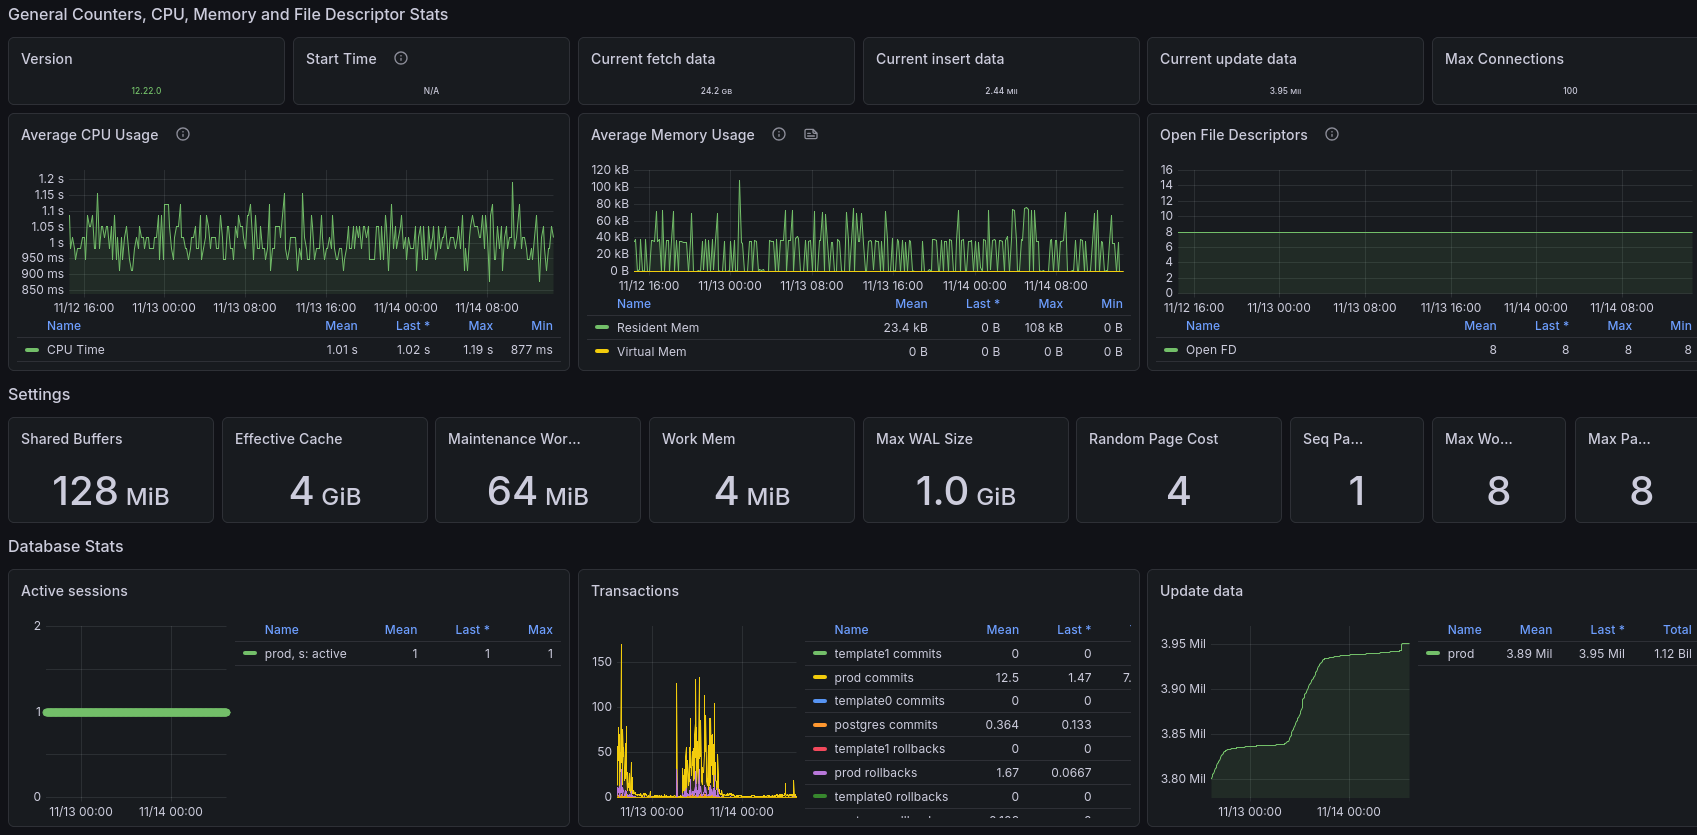 General Counters, CPU, Memory and File Descriptor Stats
Version
12.22.0
Start Time
N/A
Current fetch data
24.2 GB
Current insert data
2.44 Mil
Current update data
3.95 Mil
Max Connections
100
Average CPU Usage
1.2 s
1.15 s
1.1 s
1.05 s
1 s
950 ms
900 ms
850 ms
11/12 16:00 11/13 00:00 11/13 08:00 11/13 16:00 11/14 00:00 11/14 08:00
Name Mean Last * Max Min
CPU Time 1.01 s 1.02 s 1.19 s 877 ms
Average Memory Usage
120 kB
100 kB
80 kB
60 kB
40 kB
20 kB
0 B
11/12 16:00 11/13 00:00 11/13 08:00 11/13 16:00 11/14 00:00 11/14 08:00
Name Mean Last * Max Min
Resident Mem 23.4 kB 0 B 108 kB 0 B
Virtual Mem 0 B 0 B 0 B 0 B
Open File Descriptors
16
14
12
10
8
6
4
2
0
11/12 16:00 11/13 00:00 11/13 08:00 11/13 16:00 11/14 00:00 11/14 08:00
Name Mean Last * Max Min
Open FD 8 8 8 8
Settings
Shared Buffers
128 MiB
Effective Cache
4 GiB
Maintenance Wor...
64 MiB
Work Mem
4 MiB
Max WAL Size
1.0 GiB
Random Page Cost
4
Seq Pa...
1
Max Wo...
8
Max Pa...
8
Database Stats
Active sessions
2
1
0
11/13 00:00 11/14 00:00
Name Mean Last * Max
prod, s: active 1 1 1
Transactions
150
100
50
0
11/13 00:00 11/14 00:00
Name Mean Last *
template1 commits 0 0
prod commits 12.5 1.47 7.
template0 commits 0 0
postgres commits 0.364 0.133
template1 rollbacks 0 0
prod rollbacks 1.67 0.0667
template0 rollbacks 0 0
Update data
3.95 Mil
3.90 Mil
3.85 Mil
3.80 Mil
11/13 00:00 11/14 00:00
Name Mean Last * Total
prod 3.89 Mil 3.95 Mil 1.12 Bil